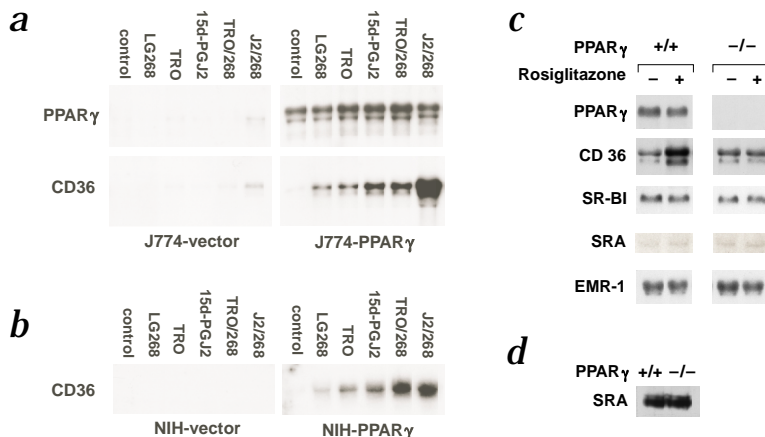 a
control LG268 TRO 15d-PGJ2 TRO/268 J2/268 control LG268 TRO 15d-PGJ2 TRO/268 J2/268
PPARγ
CD36
J774-vector J774-PPARγ
b
control LG268 TRO 15d-PGJ2 TRO/268 J2/268 control LG268 TRO 15d-PGJ2 TRO/268 J2/268
CD36
NIH-vector NIH-PPARγ
c
PPARγ +/+ −/−
Rosiglitazone − + − +
PPARγ
CD 36
SR-BI
SRA
EMR-1
d
PPARγ +/+ −/−
SRA